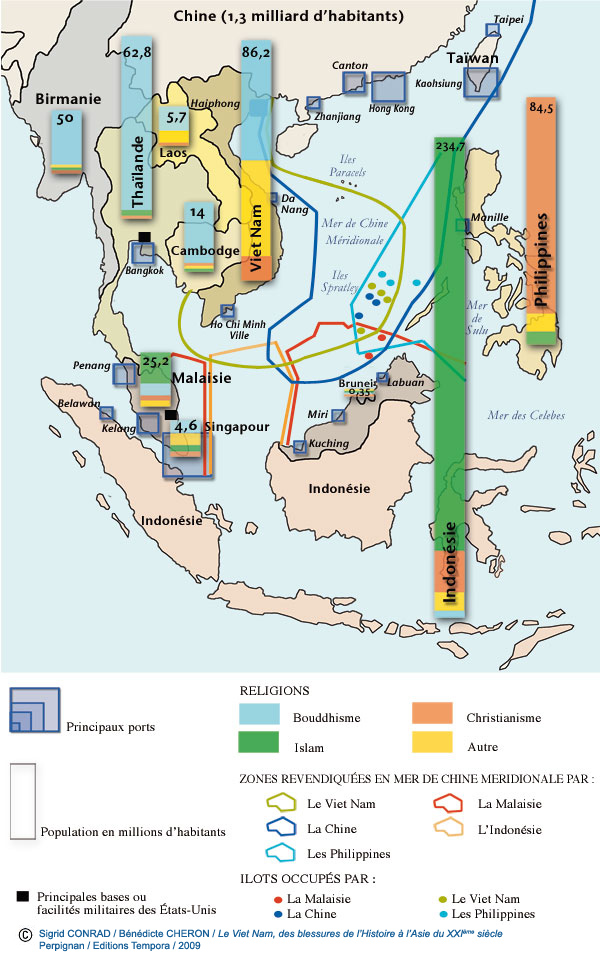 Chine (1,3 milliard d’habitants)
Taipei
Taïwan
Kaohsiung
Canton
Hong Kong
Zhanjiang
Haiphong
Birmanie
50
62,8
Thaïlande
5,7
Laos
86,2
Viet Nam
84,5
Philippines
234,7
Indonésie
Iles
Paracels
Da
Nang
Mer de Chine
Méridionale
Iles
Spratley
Manille
Mer
de
Sulu
14
Cambodge
Bangkok
Ho Chi Minh
Ville
Penang
25,2
Malaisie
Belawan
Kelang
4,6
Singapour
Brunei
0,35
Labuan
Miri
Kuching
Mer des Celebes
Indonésie
Indonésie
Principaux ports
Population en millions d’habitants
Principales bases ou
facilités militaires des États-Unis
RELIGIONS
Bouddhisme
Christianisme
Islam
Autre
ZONES REVENDIQUÉES EN MER DE CHINE MERIDIONALE PAR :
Le Viet Nam
La Malaisie
La Chine
L’Indonésie
Les Philippines
ILOTS OCCUPÉS PAR :
La Malaisie
Le Viet Nam
La Chine
Les Philippines
© Sigrid CONRAD / Bénédicte CHERON / Le Viet Nam, des blessures de l’Histoire à l’Asie du XXIème siècle
Perpignan / Editions Tempora / 2009